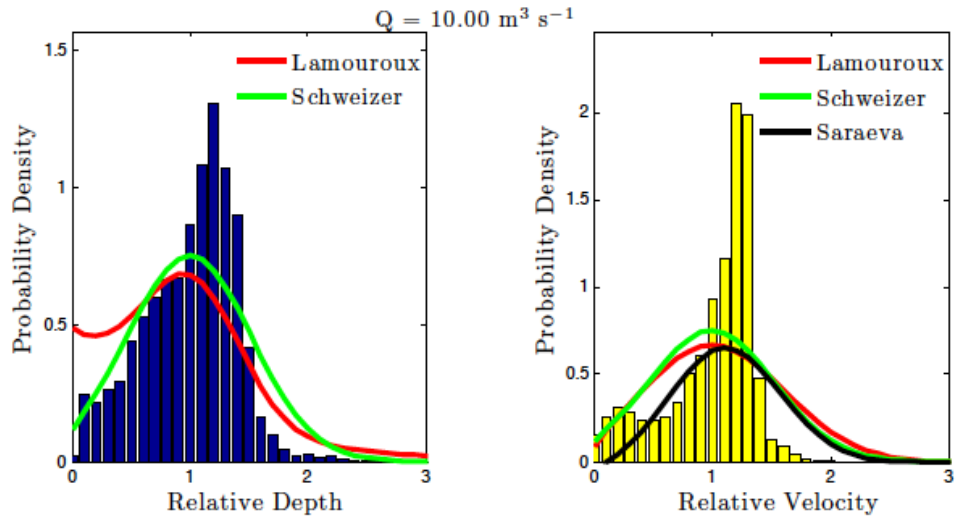 Q = 10.00 m³ s⁻¹
Probability Density
1.5
1
0.5
0
Lamouroux
Schweizer
0 1 2 3
Relative Depth
Probability Density
2
1.5
1
0.5
0
Lamouroux
Schweizer
Saraeva
0 1 2 3
Relative Velocity